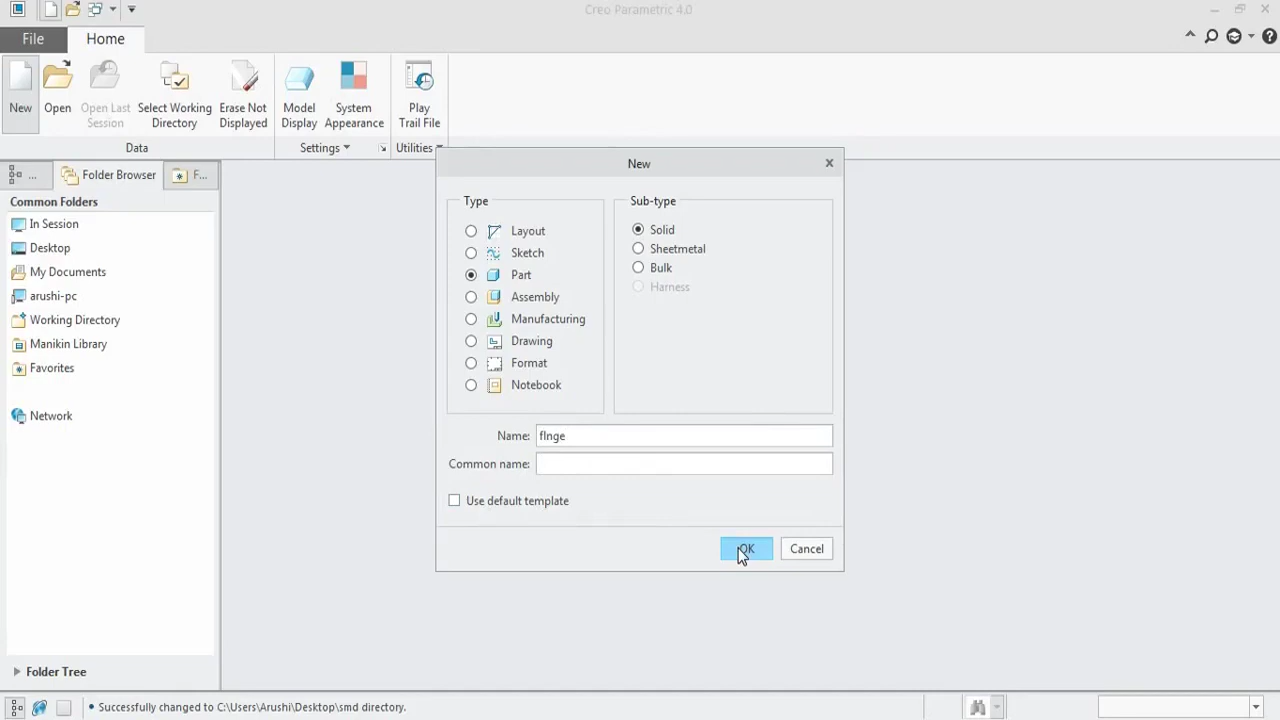 Creo Parametric 4.0
File
Home
New
Open
Open Last Session
Select Working Directory
Erase Not Displayed
Model Display
System Appearance
Play Trail File
Data
Settings
Utilities
...
Folder Browser
F...
Common Folders
In Session
Desktop
My Documents
arushi-pc
Working Directory
Manikin Library
Favorites
Network
Folder Tree
New
Type
Layout
Sketch
Part
Assembly
Manufacturing
Drawing
Format
Notebook
Sub-type
Solid
Sheetmetal
Bulk
Harness
Name: flnge
Common name:
Use default template
OK
Cancel
• Successfully changed to C:\Users\Arushi\Desktop\smd directory.